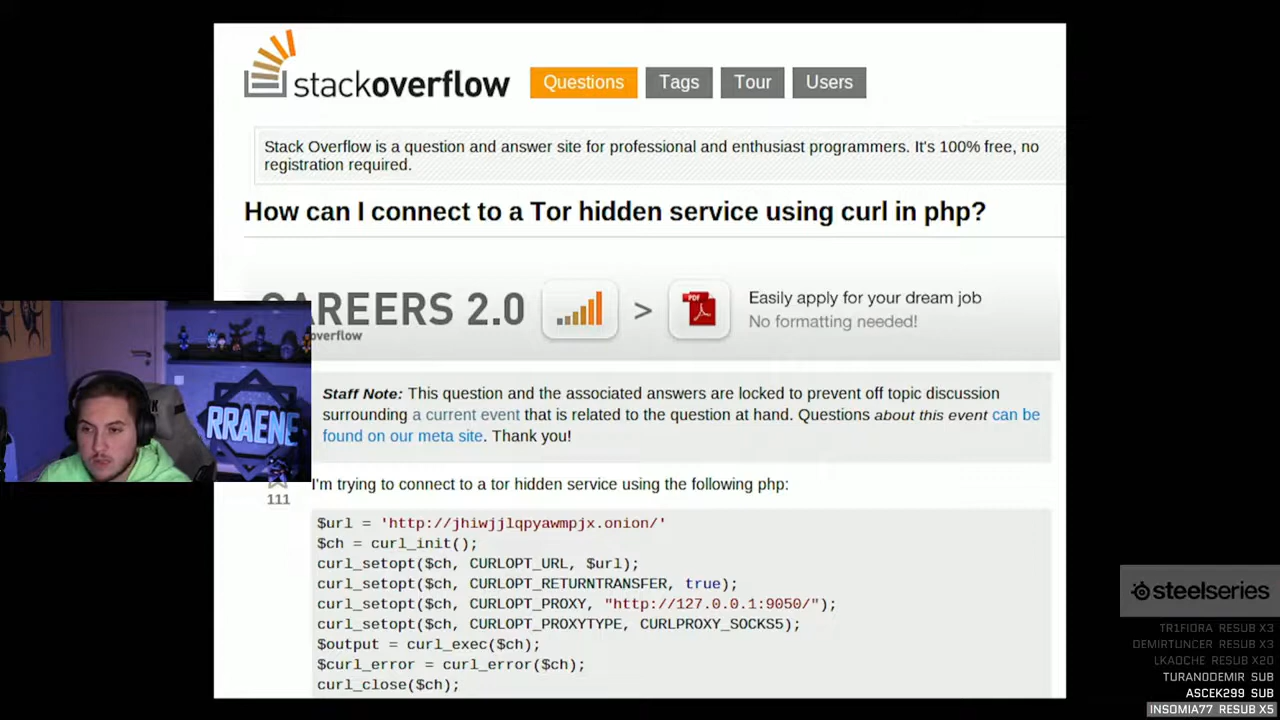 stackoverflow
Questions
Tags
Tour
Users
Stack Overflow is a question and answer site for professional and enthusiast programmers. It's 100% free, no
registration required.
How can I connect to a Tor hidden service using curl in php?
AREERS 2.0
overflow
>
PDF
Easily apply for your dream job
No formatting needed!
Staff Note: This question and the associated answers are locked to prevent off topic discussion
surrounding a current event that is related to the question at hand. Questions about this event can be
found on our meta site. Thank you!
RRAENE
111
I'm trying to connect to a tor hidden service using the following php:
$url = 'http://jhiwjjlqpyawmpjx.onion/'
$ch = curl_init();
curl_setopt($ch, CURLOPT_URL, $url);
curl_setopt($ch, CURLOPT_RETURNTRANSFER, true);
curl_setopt($ch, CURLOPT_PROXY, "http://127.0.0.1:9050/");
curl_setopt($ch, CURLOPT_PROXYTYPE, CURLPROXY_SOCKS5);
$output = curl_exec($ch);
$curl_error = curl_error($ch);
curl_close($ch);
steelseries
TR1FIORA RESUB X3
DEMIRTUNCER RESUB X3
LKAOCHE RESUB X20
TURANODEMIR SUB
ASCEK299 SUB
INSOMIA77 RESUB X5